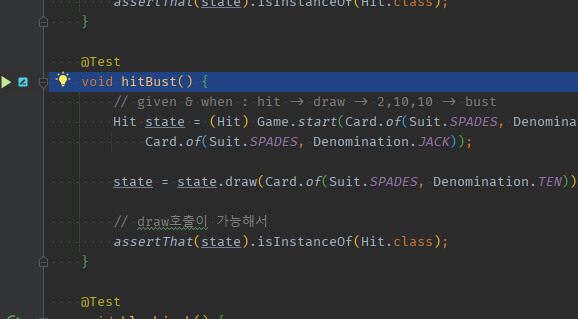 assertThat(state).isInstanceOf(Hit.class);
}
@Test
void hitBust() {
// given & when : hit -> draw -> 2,10,10 -> bust
Hit state = (Hit) Game.start(Card.of(Suit.SPADES, Denomina
Card.of(Suit.SPADES, Denomination.JACK));
state = state.draw(Card.of(Suit.SPADES, Denomination.TEN))
// draw호출이 가능해서
assertThat(state).isInstanceOf(Hit.class);
}
@Test